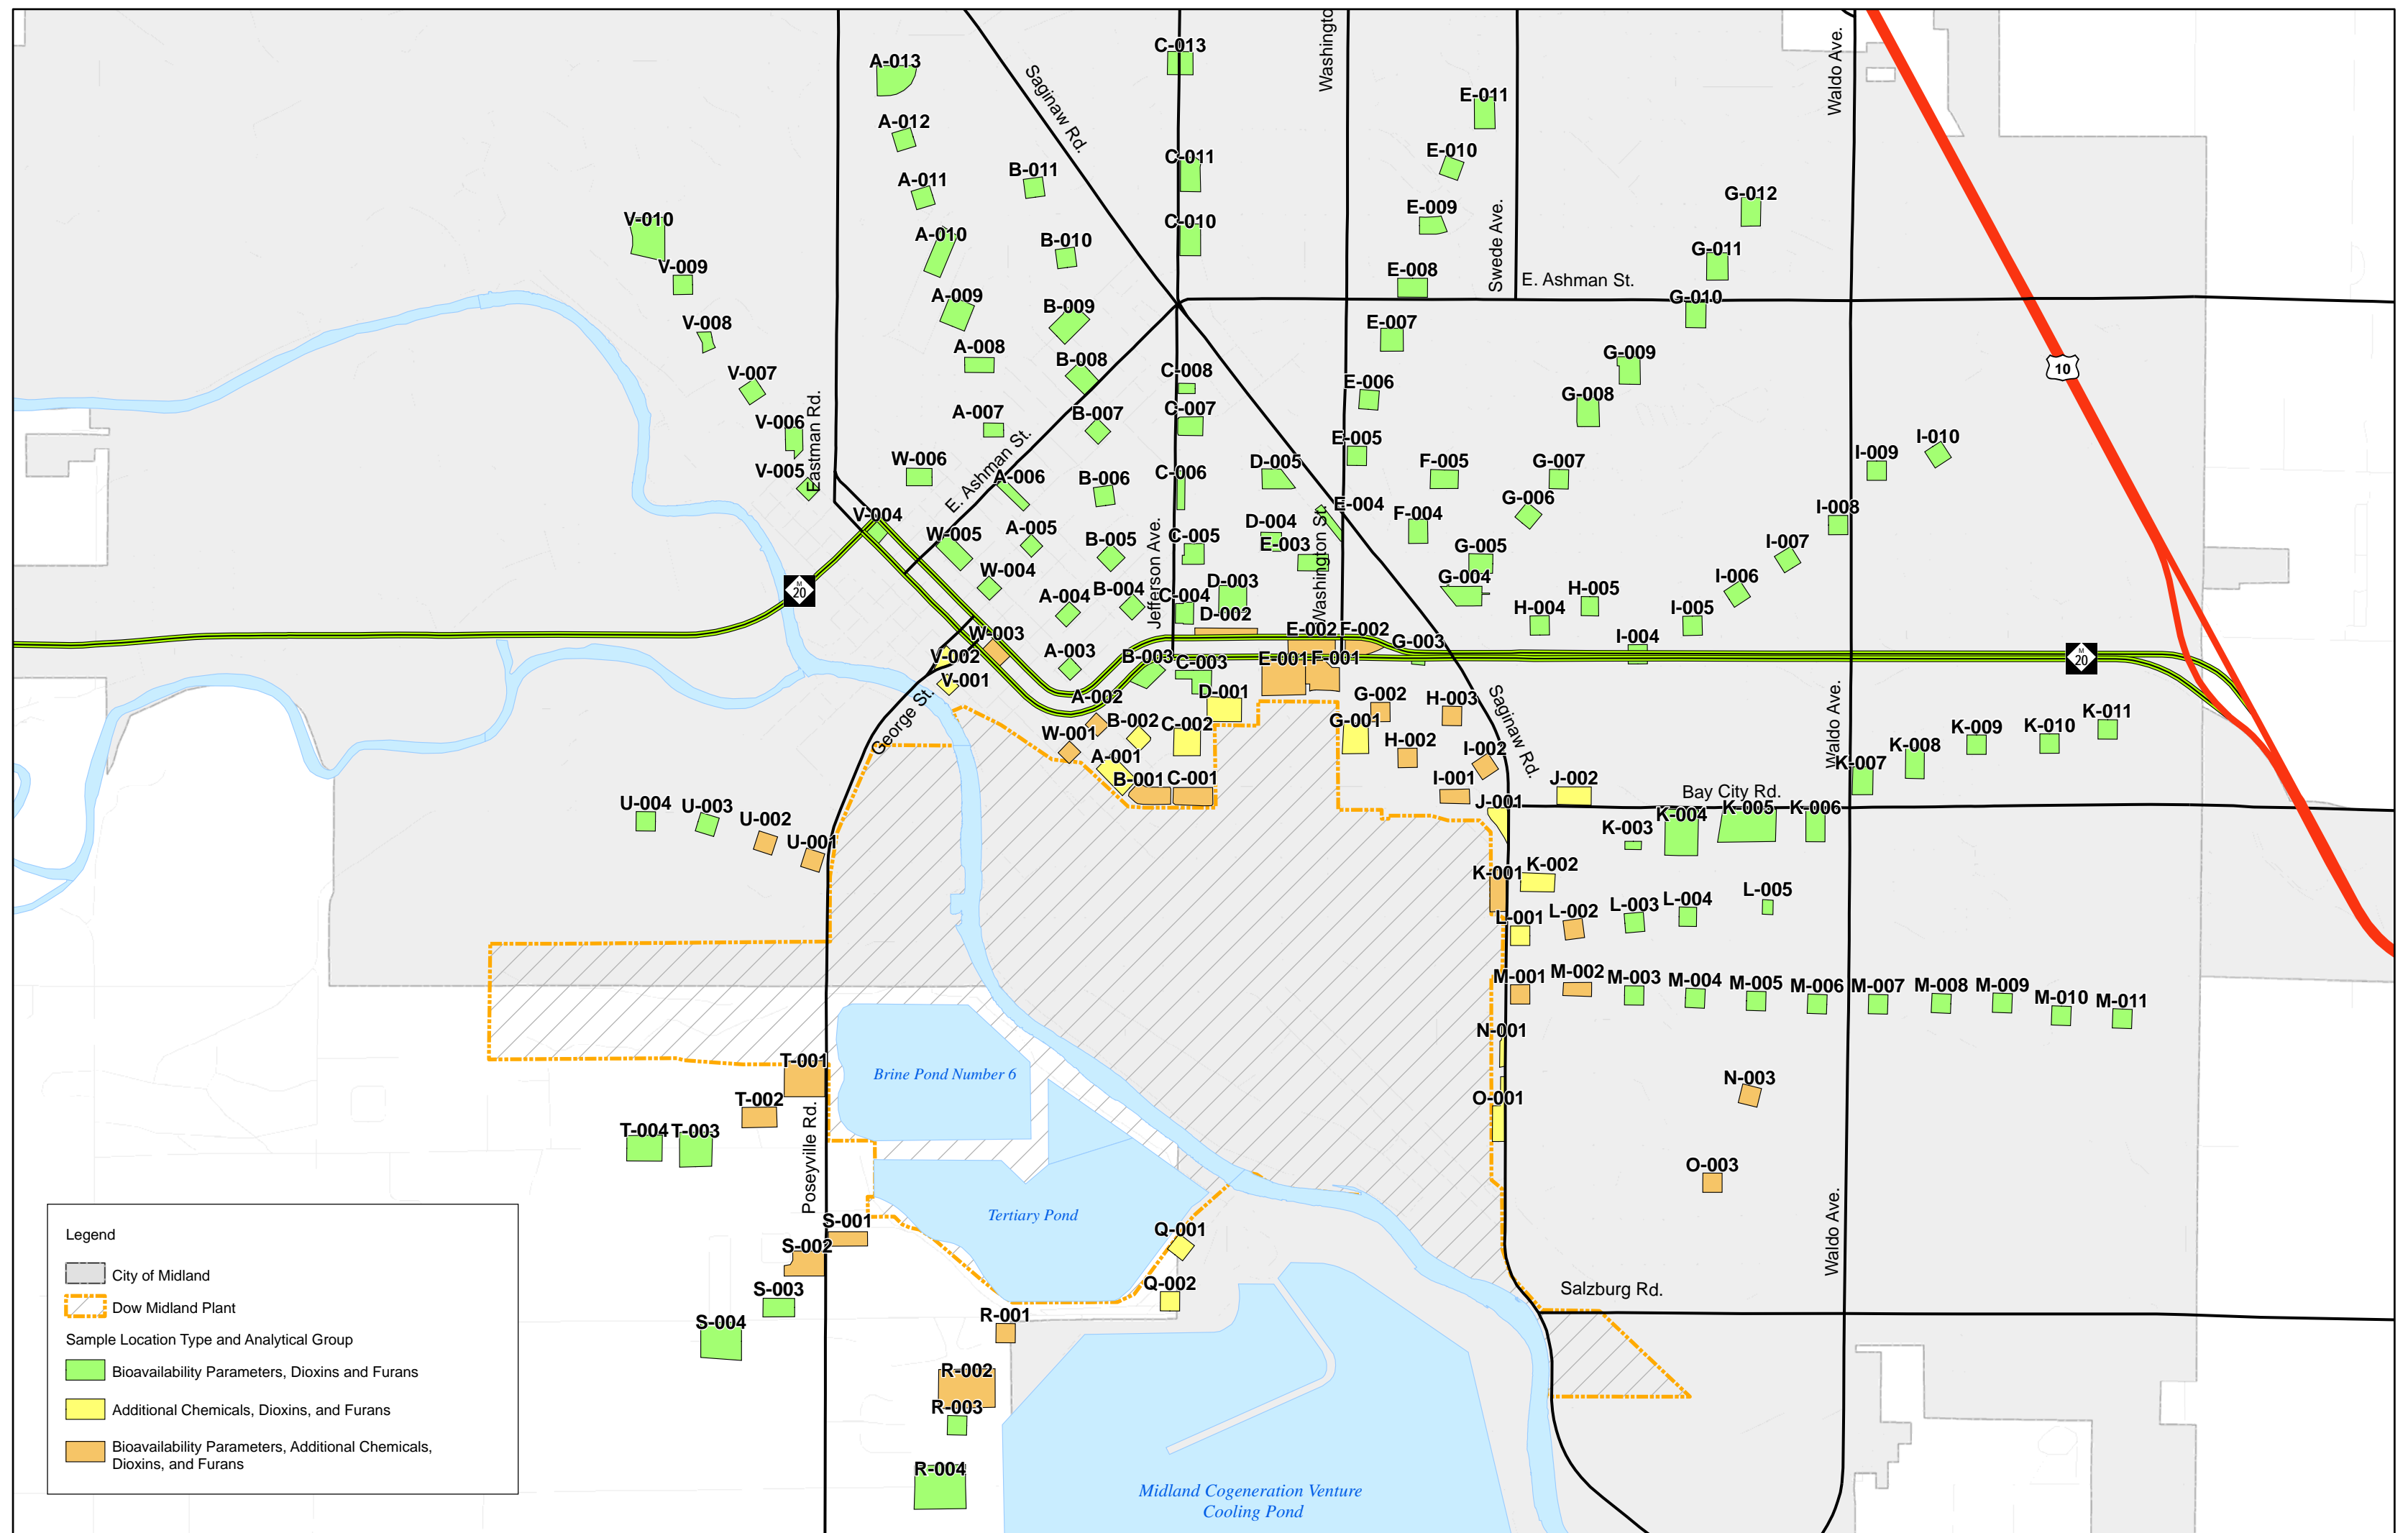 C-013
Washington
Waldo Ave.
A-013
Saginaw Rd.
E-011
A-012
E-010
C-011
B-011
A-011
G-012
E-009
V-010
C-010
A-010
B-010
Swede Ave.
G-011
V-009
E-008
E. Ashman St.
A-009
G-010
B-009
V-008
E-007
A-008
G-009
B-008
10
C-008
V-007
E-006
G-008
A-007
B-007
C-007
V-006
Eastman Rd.
E-005
I-010
I-009
W-006
E. Ashman St.
D-005
F-005
G-007
V-005
A-006
B-006
C-006
G-006
E-004
I-008
V-004
F-004
W-005
A-005
D-004
C-005
B-005
E-003
Washington St.
Jefferson Ave.
G-005
I-007
W-004
G-004
I-006
M
20
A-004
B-004
C-004
D-003
H-005
H-004
I-005
D-002
W-003
E-002
F-002
G-003
I-004
V-002
A-003
B-003
C-003
E-001
F-001
M
20
V-001
A-002
D-001
G-002
H-003
Saginaw Rd.
Waldo Ave.
George St.
B-002
C-002
W-001
G-001
H-002
I-002
K-011
K-010
K-009
K-008
A-001
K-007
B-001
C-001
I-001
J-002
Bay City Rd.
U-004
U-003
U-002
U-001
J-001
K-003
K-004
K-005
K-006
K-001
K-002
L-005
L-001
L-002
L-003
L-004
M-001
M-002
M-003
M-004
M-005
M-006
M-007
M-008
M-009
M-010
M-011
N-001
T-001
Brine Pond Number 6
N-003
T-002
O-001
Poseyville Rd.
T-004
T-003
O-003
S-001
Tertiary Pond
Q-001
Waldo Ave.
S-002
S-003
Q-002
Salzburg Rd.
S-004
R-001
R-002
R-003
R-004
Midland Cogeneration Venture
Cooling Pond
Legend
City of Midland
Dow Midland Plant
Sample Location Type and Analytical Group
Bioavailability Parameters, Dioxins and Furans
Additional Chemicals, Dioxins, and Furans
Bioavailability Parameters, Additional Chemicals,
Dioxins, and Furans